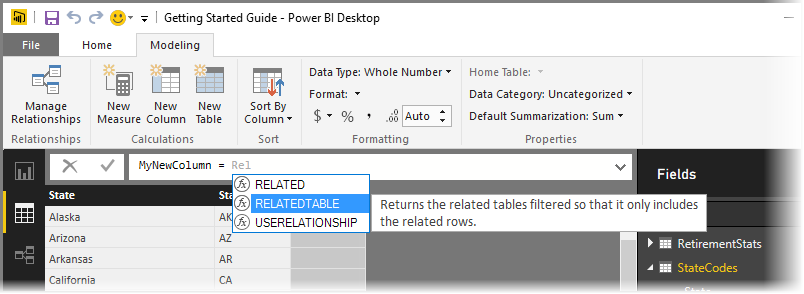 Getting Started Guide - Power BI Desktop
File Home Modeling
Data Type: Whole Number
Home Table:
Manage Relationships
New Measure
New Column
New Table
Sort By Column
Format:
Data Category: Uncategorized
$ % , .00 Auto
Default Summarization: Sum
Relationships Calculations Sort Formatting Properties
MyNewColumn = Rel
Fields
RELATED
RELATEDTABLE
USERELATIONSHIP
Returns the related tables filtered so that it only includes
the related rows.
State Sta
Alaska AK
Arizona AZ
Arkansas AR
California CA
RetirementStats
StateCodes
State